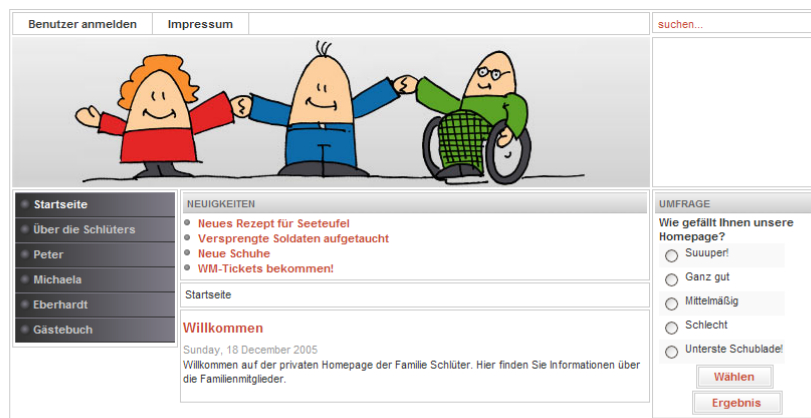 Benutzer anmelden
Impressum
suchen...
Startseite
Über die Schlüters
Peter
Michaela
Eberhardt
Gästebuch
NEUIGKEITEN
Neues Rezept für Seeteufel
Versprengte Soldaten aufgetaucht
Neue Schuhe
WM-Tickets bekommen!
Startseite
Willkommen
Sunday, 18 December 2005
Willkommen auf der privaten Homepage der Familie Schlüter. Hier finden Sie Informationen über
die Familienmitglieder.
UMFRAGE
Wie gefällt Ihnen unsere
Homepage?
Suuuper!
Ganz gut
Mittelmäßig
Schlecht
Unterste Schublade!
Wählen
Ergebnis